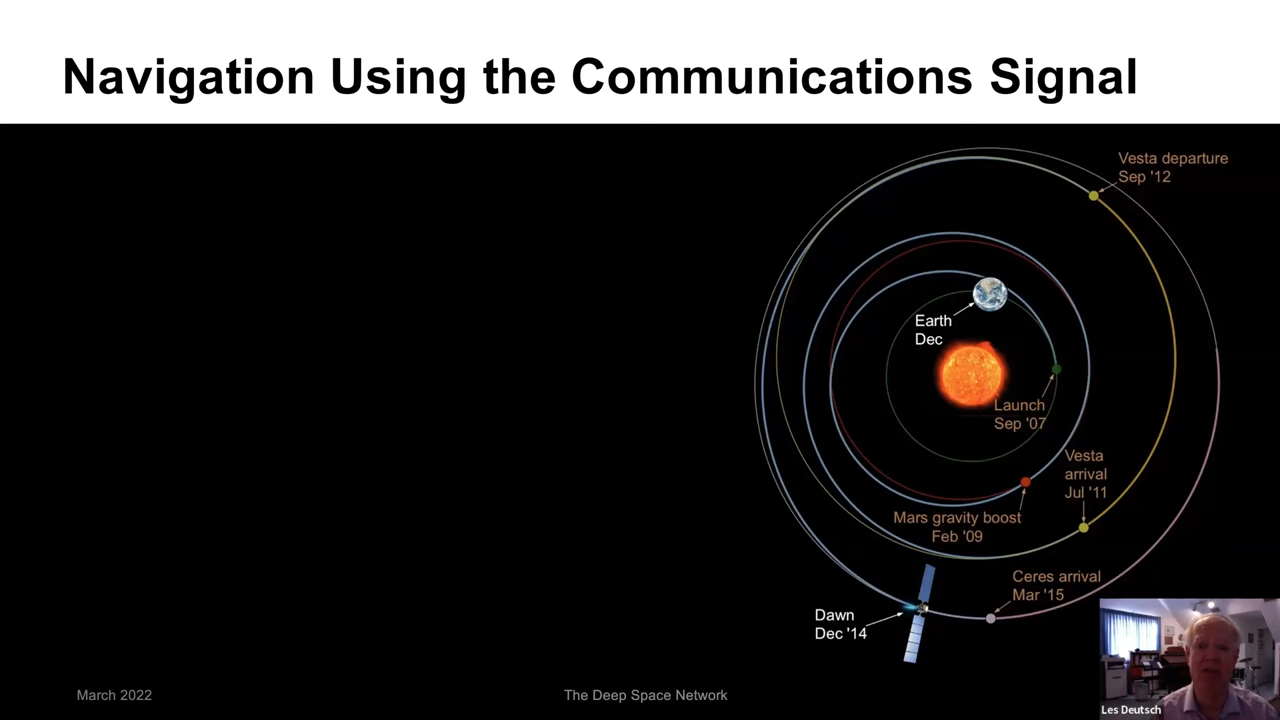 Navigation Using the Communications Signal
Vesta departure
Sep '12
Earth
Dec
Launch
Sep '07
Vesta
arrival
Jul '11
Mars gravity boost
Feb '09
Ceres arrival
Mar '15
Dawn
Dec '14
March 2022
The Deep Space Network
Les Deutsch